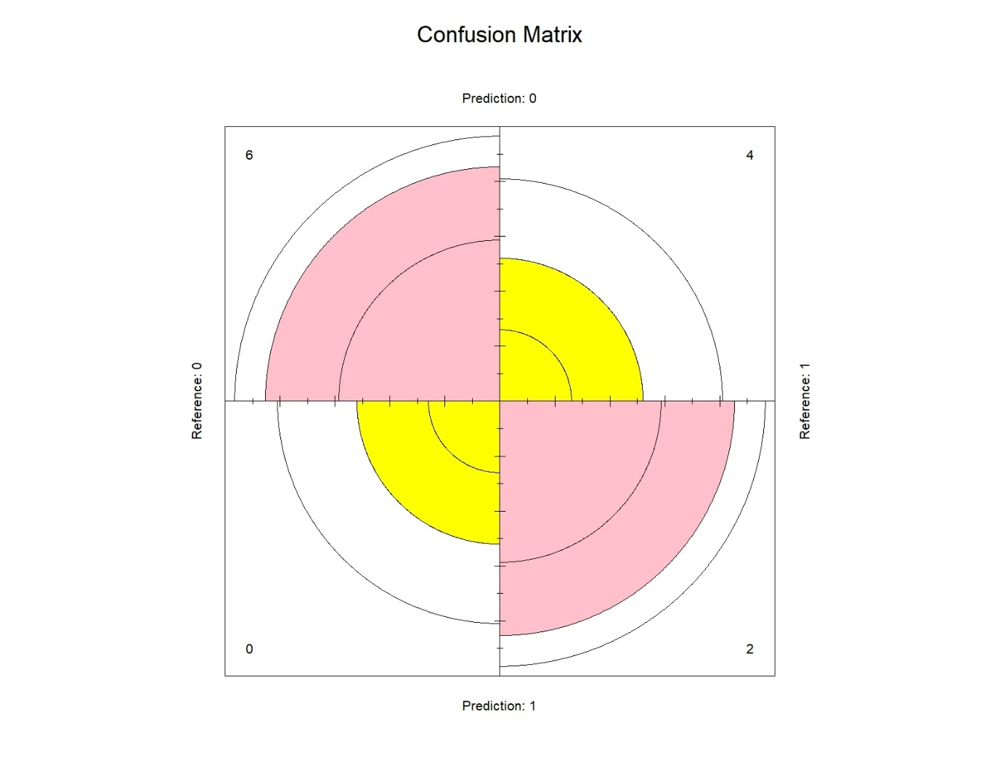 Confusion Matrix
Prediction: 0
6
4
Reference: 0
Reference: 1
0
2
Prediction: 1